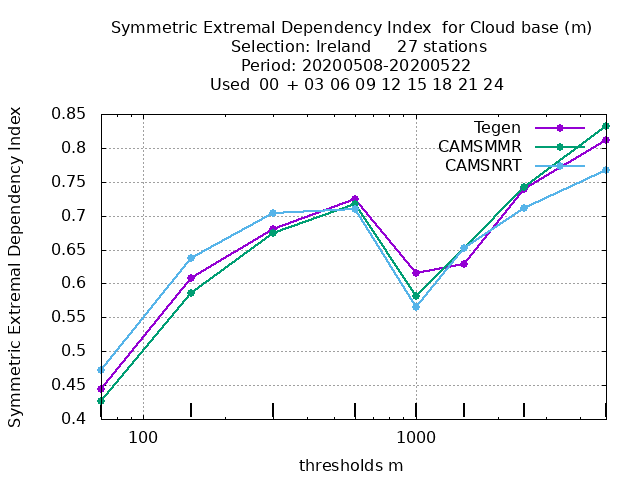 Symmetric Extremal Dependency Index  for Cloud base (m)
Selection: Ireland     27 stations
Period: 20200508-20200522
Used  00 + 03 06 09 12 15 18 21 24
Symmetric Extremal Dependency Index
0.85
0.8
0.75
0.7
0.65
0.6
0.55
0.5
0.45
0.4
Tegen
CAMSMMR
CAMSNRT
100
1000
thresholds m